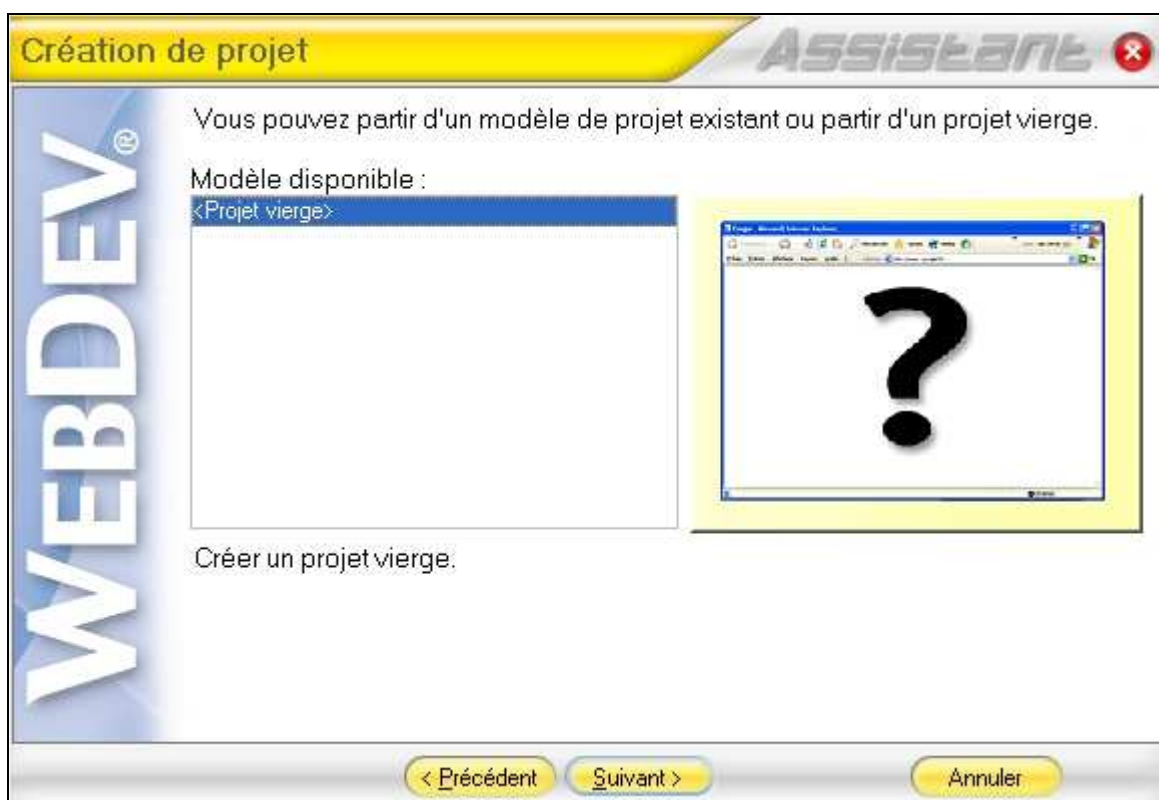 Création de projet
Assistant
WEBDEV®
Vous pouvez partir d'un modèle de projet existant ou partir d'un projet vierge.
Modèle disponible :
<Projet vierge>
?
Créer un projet vierge.
< Précédent
Suivant >
Annuler